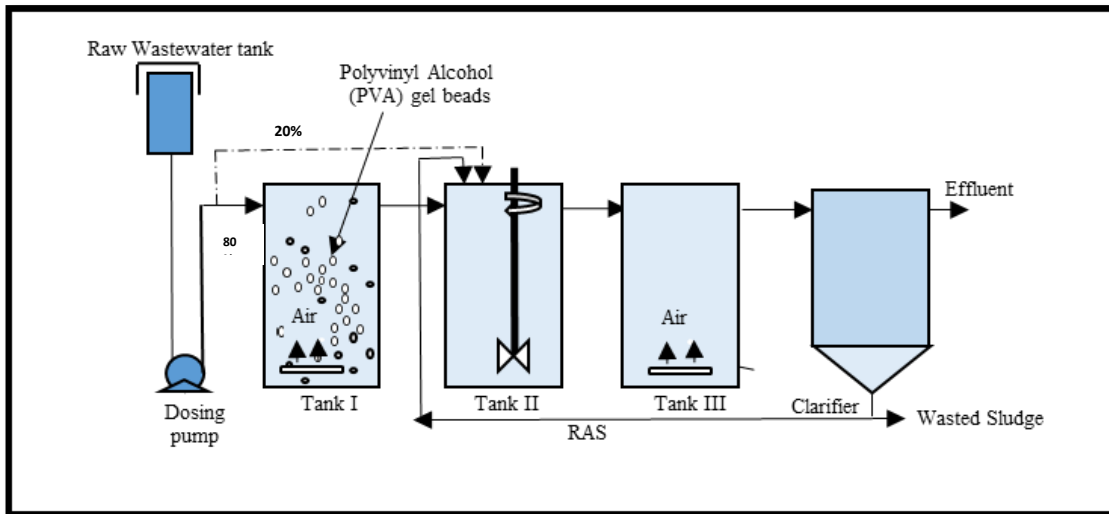 Raw Wastewater tank
Polyvinyl Alcohol
(PVA) gel beads
20%
Effluent
80
Air
Air
Tank I
Tank II
Tank III
Clarifier
Dosing
pump
RAS
Wasted Sludge